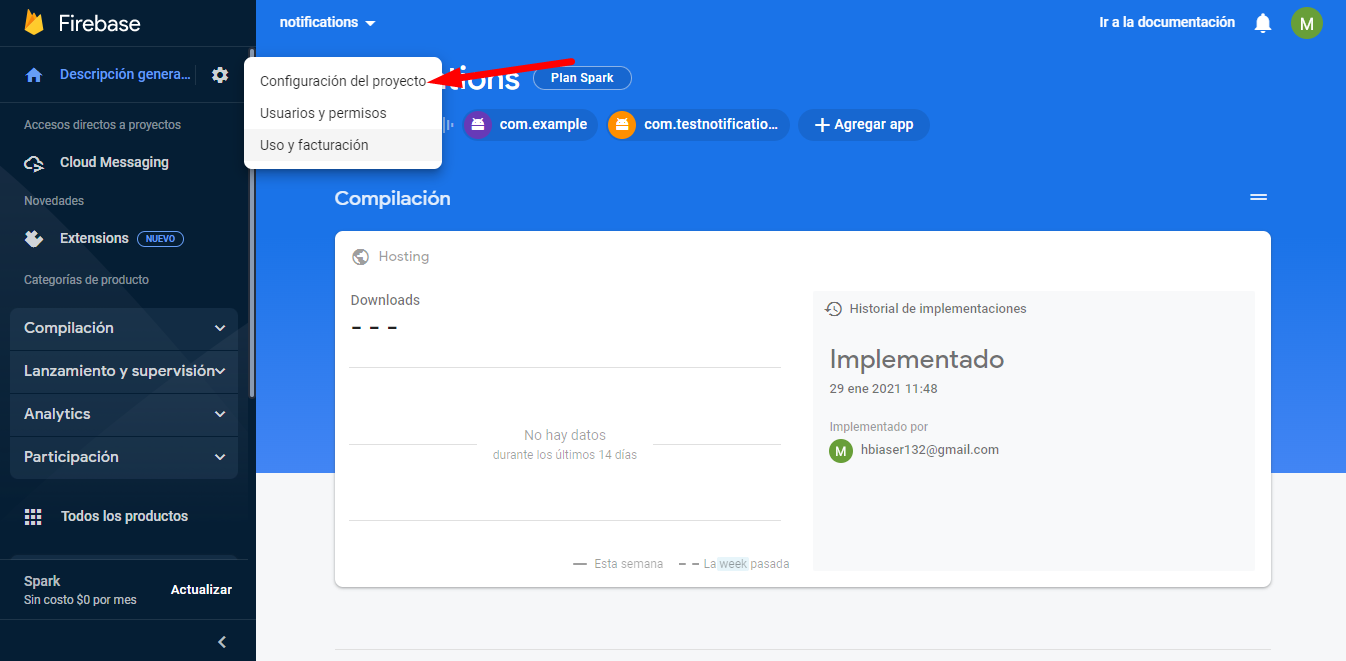 Firebase
notifications
Ir a la documentación
M
Descripción genera...
Configuración del proyecto
Usuarios y permisos
Uso y facturación
tions
Plan Spark
com.example
com.testnotificatio...
+ Agregar app
Accesos directos a proyectos
Cloud Messaging
Novedades
Extensions
NUEVO
Categorías de producto
Compilación
Lanzamiento y supervisión
Analytics
Participación
Todos los productos
Spark
Sin costo $0 por mes
Actualizar
Compilación
Hosting
Downloads
- - -
No hay datos
durante los últimos 14 días
Esta semana
La week pasada
Historial de implementaciones
Implementado
29 ene 2021 11:48
Implementado por
M
hbiaser132@gmail.com